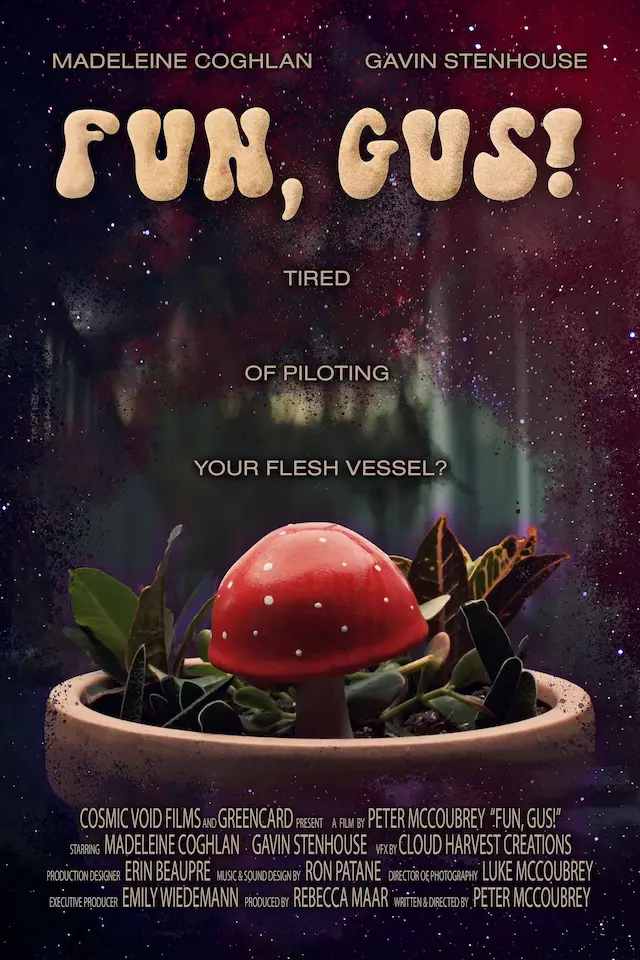 MADELEINE COGHLAN GAVIN STENHOUSE
FUN, GUS!
TIRED
OF PILOTING
YOUR FLESH VESSEL?
COSMIC VOID FILMS AND GREENCARD PRESENT A FILM BY PETER MCCOUBREY "FUN, GUS!"
STARRING MADELEINE COGHLAN GAVIN STENHOUSE VFX BY CLOUD HARVEST CREATIONS
PRODUCTION DESIGNER ERIN BEAUPRE MUSIC & SOUND DESIGN BY RON PATANE DIRECTOR OF PHOTOGRAPHY LUKE MCCOUBREY
EXECUTIVE PRODUCER EMILY WIEDEMANN PRODUCED BY REBECCA MAAR WRITTEN & DIRECTED BY PETER MCCOUBREY